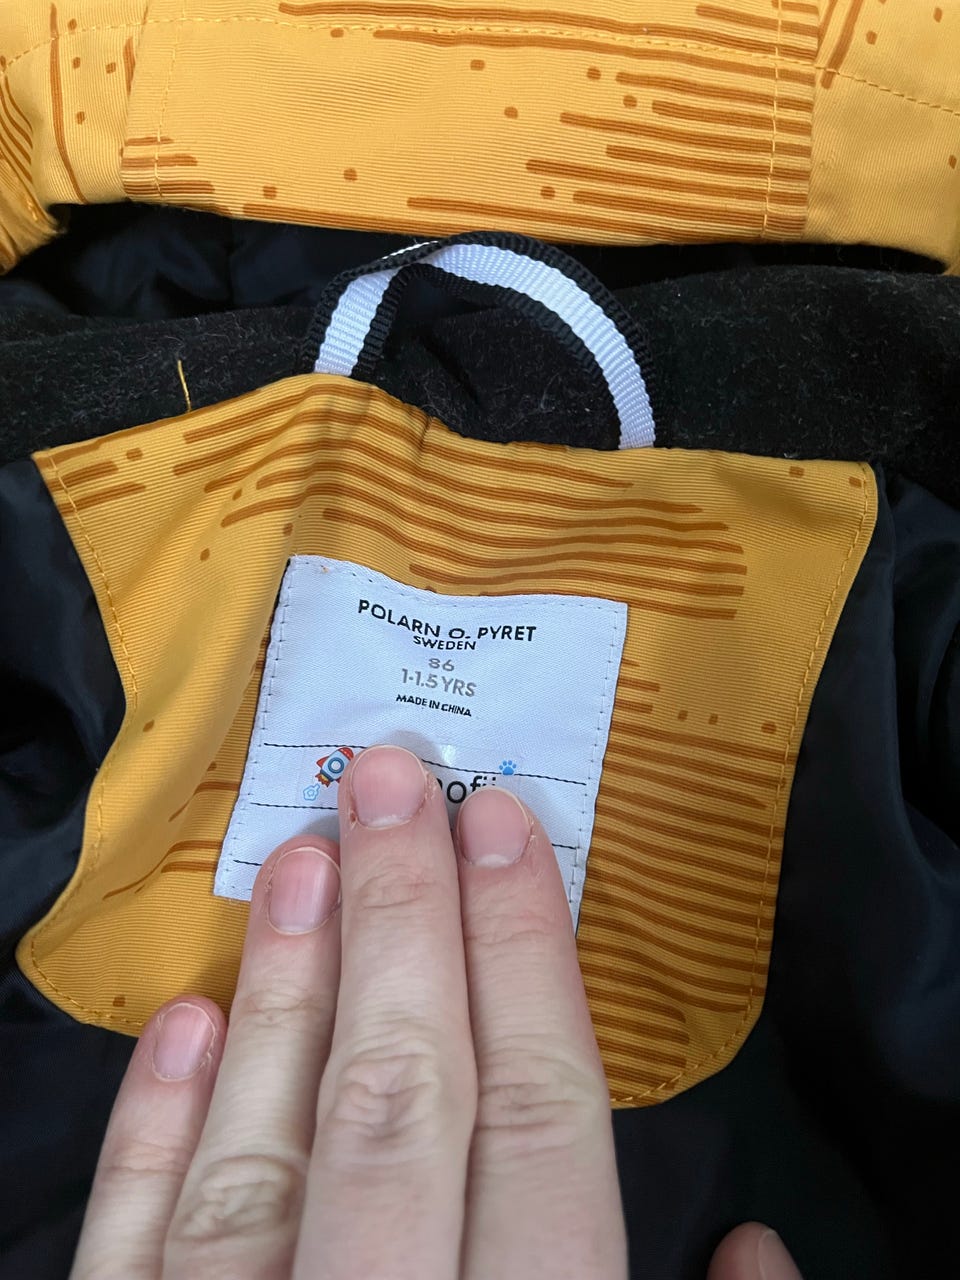 POLARN O. PYRET
SWEDEN
86
1-1.5 YRS
MADE IN CHINA